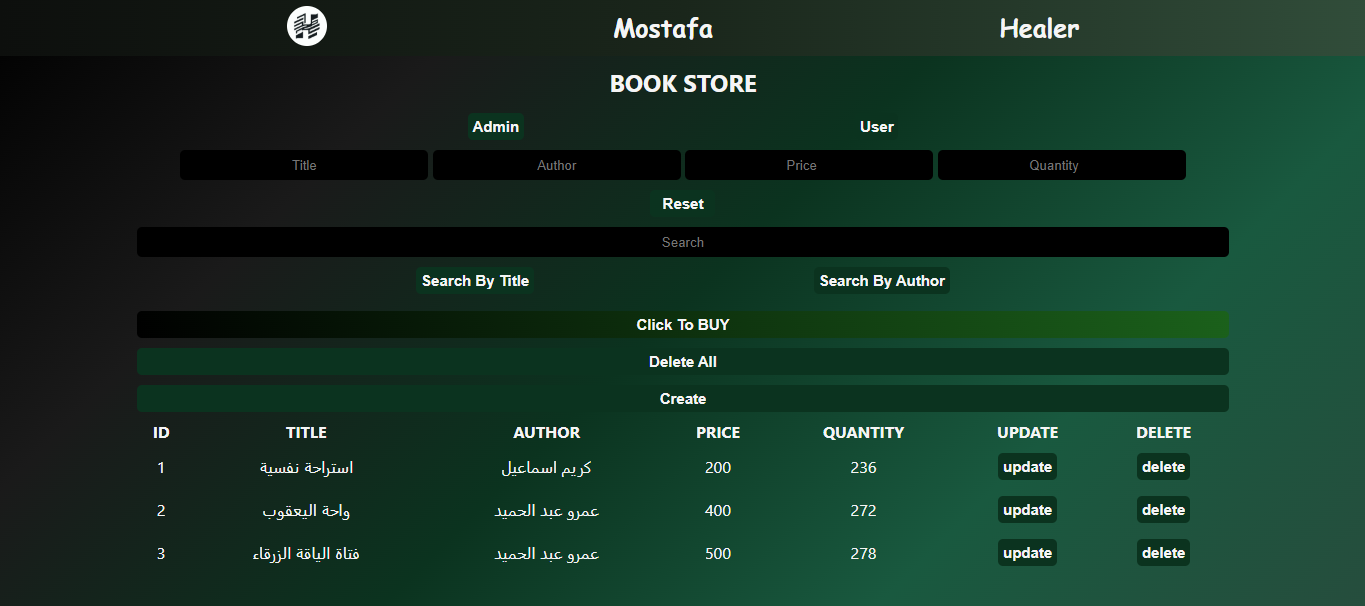 Mostafa Healer
BOOK STORE
Admin User
Title Author Price Quantity
Reset
Search
Search By Title Search By Author
Click To BUY
Delete All
Create
ID TITLE AUTHOR PRICE QUANTITY UPDATE DELETE
1 استراحة نفسية كريم اسماعيل 200 236 update delete
2 واحة اليعقوب عمرو عبد الحميد 400 272 update delete
3 فتاة الياقة الزرقاء عمرو عبد الحميد 500 278 update delete